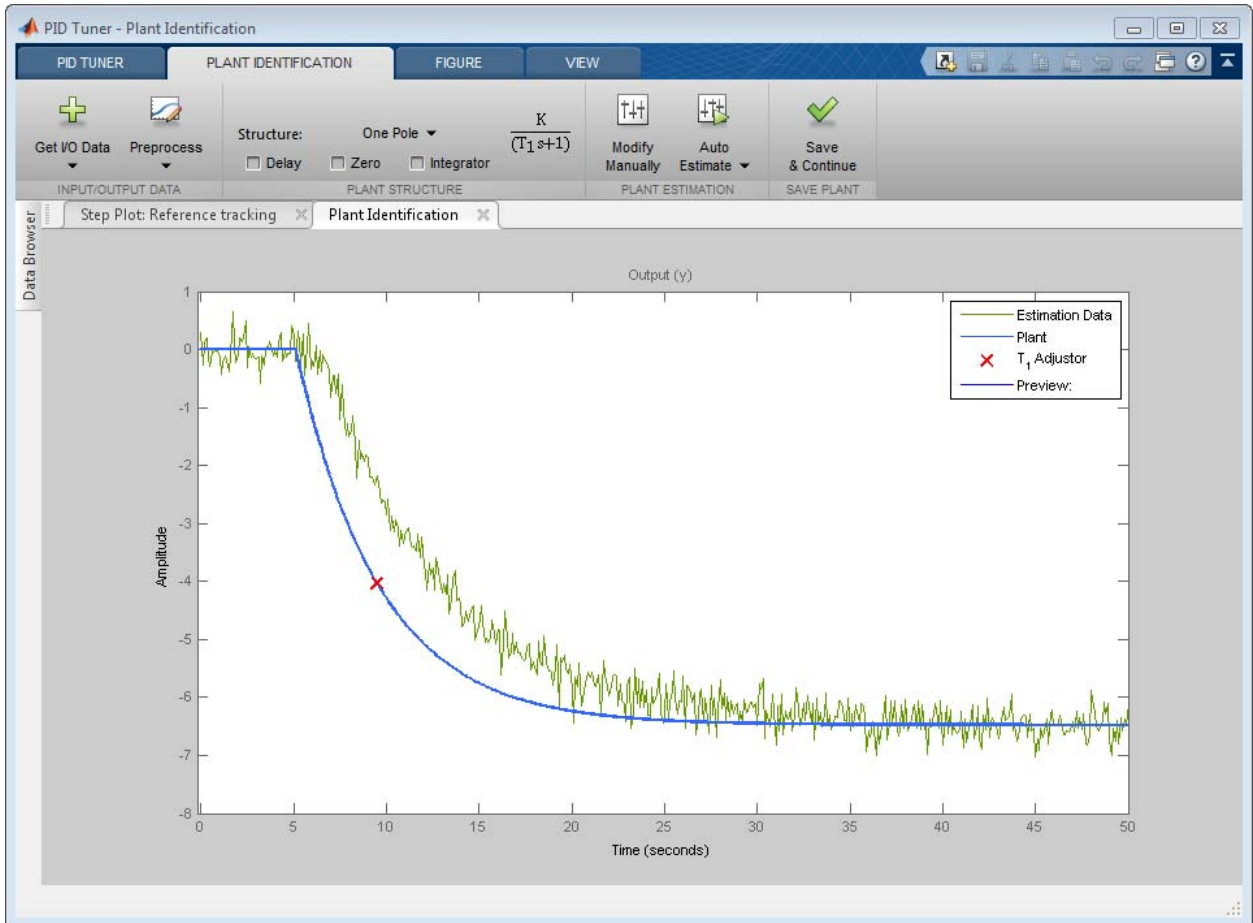 PID Tuner - Plant Identification
PID TUNER
PLANT IDENTIFICATION
FIGURE
VIEW
Get I/O Data
Preprocess
Structure:
One Pole
Delay
Zero
Integrator
K
(T1s+1)
Modify
Manually
Auto
Estimate
Save
& Continue
INPUT/OUTPUT DATA
PLANT STRUCTURE
PLANT ESTIMATION
SAVE PLANT
Data Browser
Step Plot: Reference tracking
Plant Identification
Output (y)
Estimation Data
Plant
T1 Adjustor
Preview:
Amplitude
1
0
-1
-2
-3
-4
-5
-6
-7
-8
0 5 10 15 20 25 30 35 40 45 50
Time (seconds)